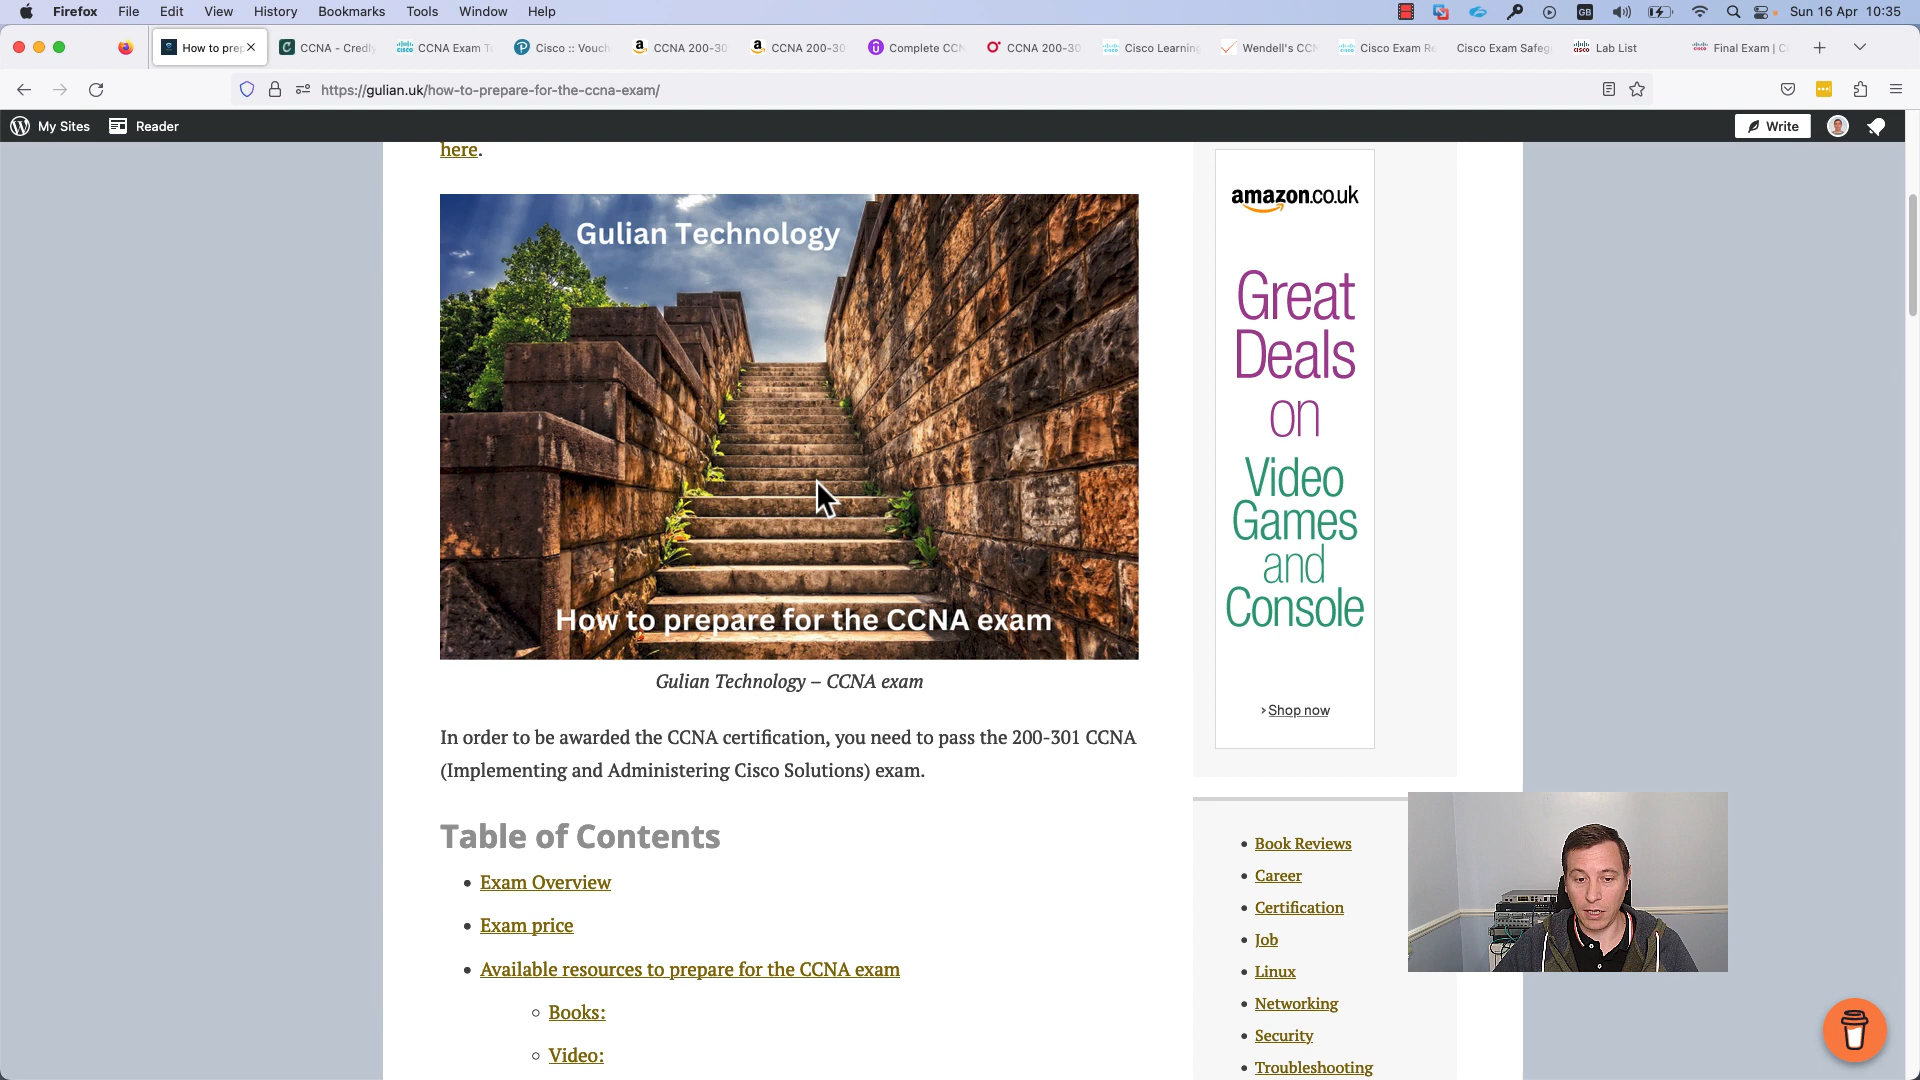 Firefox File Edit View History Bookmarks Tools Window Help GB Sun 16 Apr 10:35
How to prep CCNA - Credly CCNA Exam T Cisco :: Vouch CCNA 200-30 CCNA 200-30 Complete CCN CCNA 200-30 Cisco Learning Wendell's CCN Cisco Exam Re Cisco Exam Safeg Lab List Final Exam | C
https://gulian.uk/how-to-prepare-for-the-ccna-exam/
My Sites Reader Write
here.
Gulian Technology
How to prepare for the CCNA exam
Gulian Technology – CCNA exam
In order to be awarded the CCNA certification, you need to pass the 200-301 CCNA
(Implementing and Administering Cisco Solutions) exam.
Table of Contents
• Exam Overview
• Exam price
• Available resources to prepare for the CCNA exam
◦ Books:
◦ Video:
amazon.co.uk
Great
Deals
on
Video
Games
and
Console
› Shop now
• Book Reviews
• Career
• Certification
• Job
• Linux
• Networking
• Security
• Troubleshooting